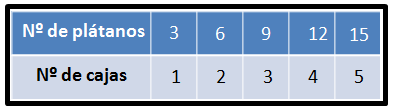 Nº de plátanos 3 6 9 12 15
Nº de cajas 1 2 3 4 5